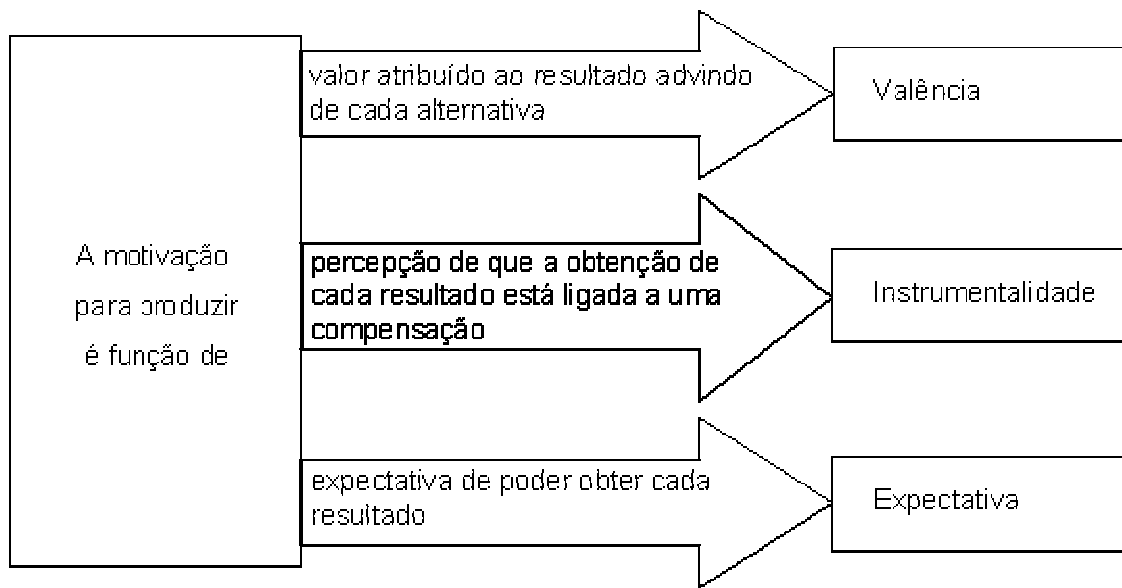 A motivação
para produzir
é função de
valor atribuído ao resultado advindo
de cada alternativa
Valência
percepção de que a obtenção de
cada resultado está ligada a uma
compensação
Instrumentalidade
expectativa de poder obter cada
resultado
Expectativa